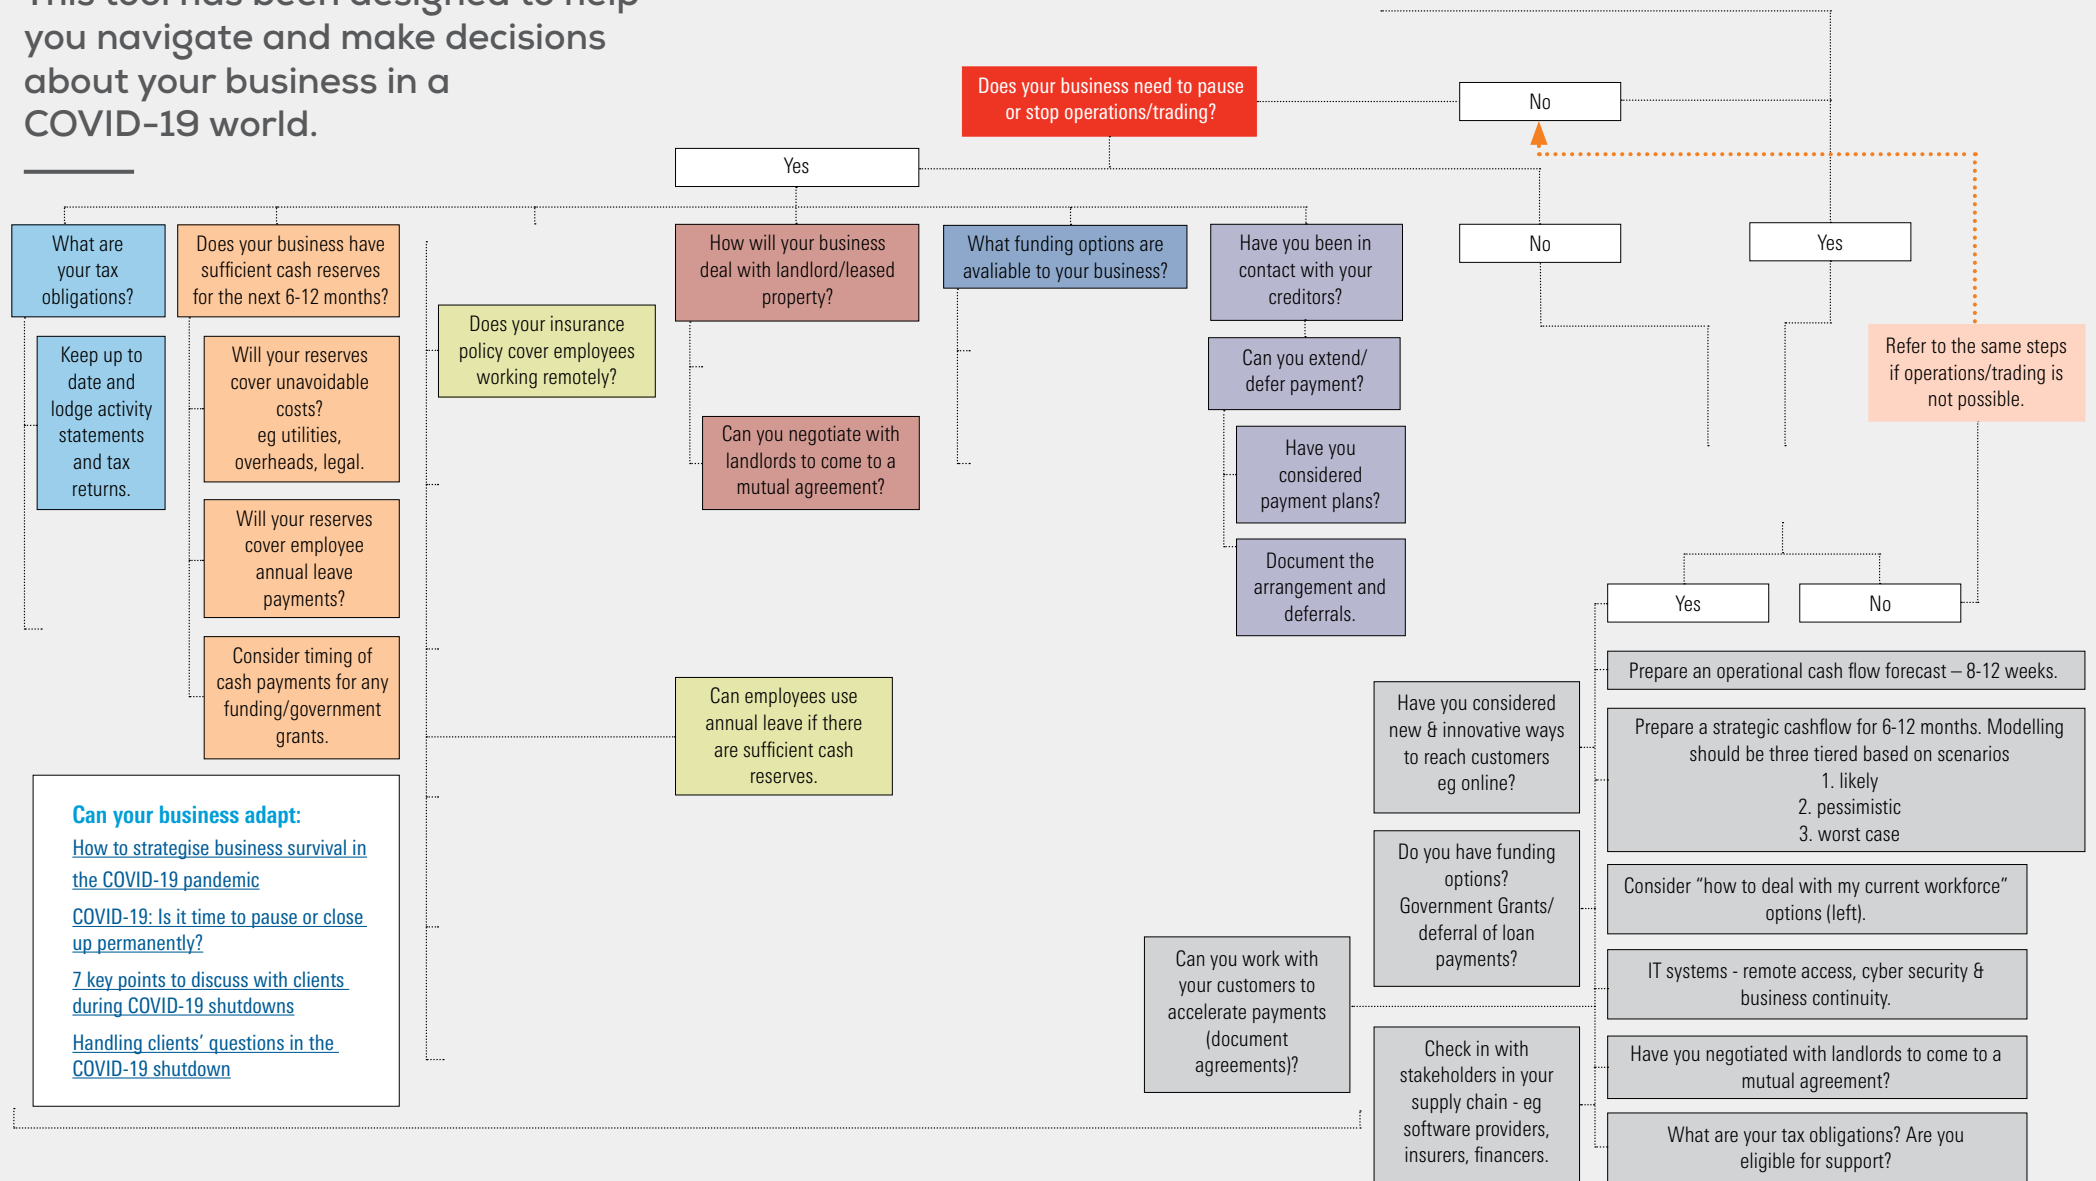 This tool has been designed to help
you navigate and make decisions
about your business in a
COVID-19 world.
Does your business need to pause
or stop operations/trading?
No
Yes
What are
your tax
obligations?
Keep up to
date and
lodge activity
statements
and tax
returns.
Does your business have
sufficient cash reserves
for the next 6-12 months?
Will your reserves
cover unavoidable
costs?
eg utilities,
overheads, legal.
Will your reserves
cover employee
annual leave
payments?
Consider timing of
cash payments for any
funding/government
grants.
Does your insurance
policy cover employees
working remotely?
Can employees use
annual leave if there
are sufficient cash
reserves.
How will your business
deal with landlord/leased
property?
Can you negotiate with
landlords to come to a
mutual agreement?
What funding options are
avaliable to your business?
Have you been in
contact with your
creditors?
Can you extend/
defer payment?
Have you
considered
payment plans?
Document the
arrangement and
deferrals.
No
Yes
Refer to the same steps
if operations/trading is
not possible.
Yes
No
Prepare an operational cash flow forecast – 8-12 weeks.
Prepare a strategic cashflow for 6-12 months. Modelling
should be three tiered based on scenarios
1. likely
2. pessimistic
3. worst case
Consider “how to deal with my current workforce”
options (left).
IT systems - remote access, cyber security &
business continuity.
Have you negotiated with landlords to come to a
mutual agreement?
What are your tax obligations? Are you
eligible for support?
Have you considered
new & innovative ways
to reach customers
eg online?
Do you have funding
options?
Government Grants/
deferral of loan
payments?
Can you work with
your customers to
accelerate payments
(document
agreements)?
Check in with
stakeholders in your
supply chain - eg
software providers,
insurers, financers.
Can your business adapt:
How to strategise business survival in
the COVID-19 pandemic
COVID-19: Is it time to pause or close
up permanently?
7 key points to discuss with clients
during COVID-19 shutdowns
Handling clients’ questions in the
COVID-19 shutdown